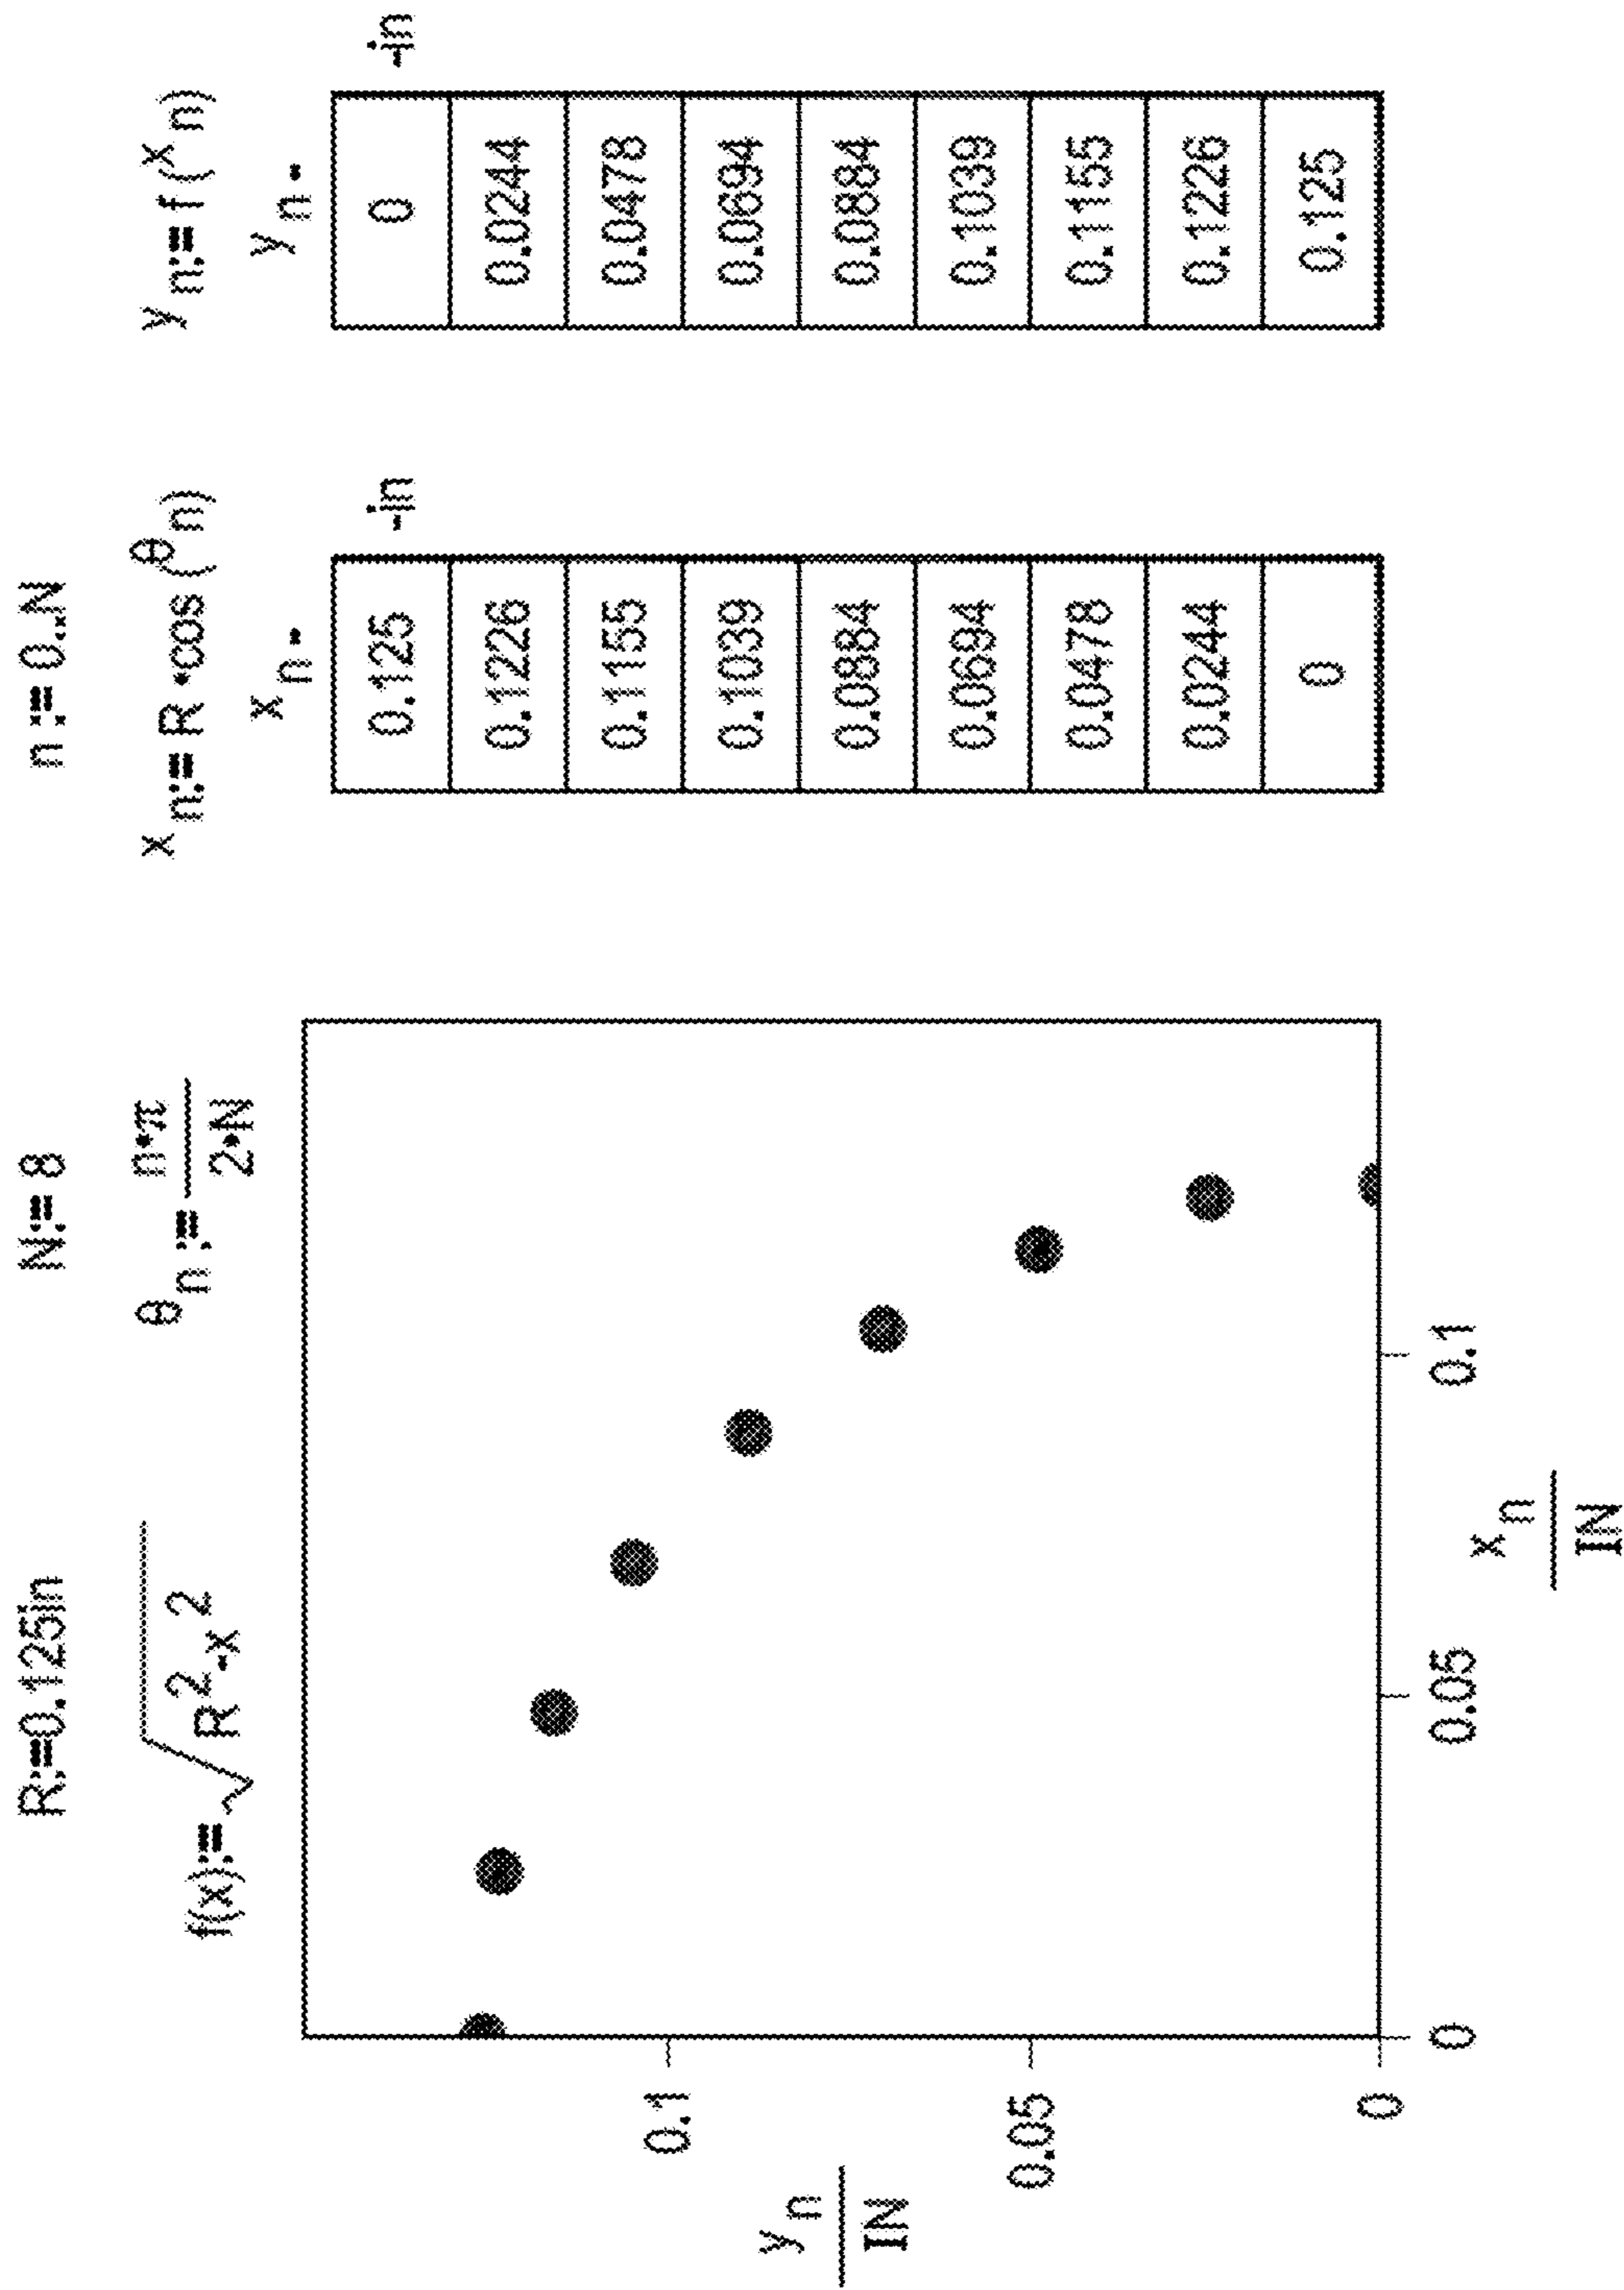 R:=0.125in N:= 8 n := 0..N
f(x):= √R²-x² θn := n•π / 2•N xn:= R •cos (θn) yn:= f (xn)
xn = yn =
0.125 -in 0 -in
0.1226 0.0244
0.1155 0.0478
0.1039 0.0694
0.0884 0.0884
0.0694 0.1039
0.0478 0.1155
0.0244 0.1226
0 0.125
yn / IN
0.1
0.05
0
0 0.05 0.1
xn / IN